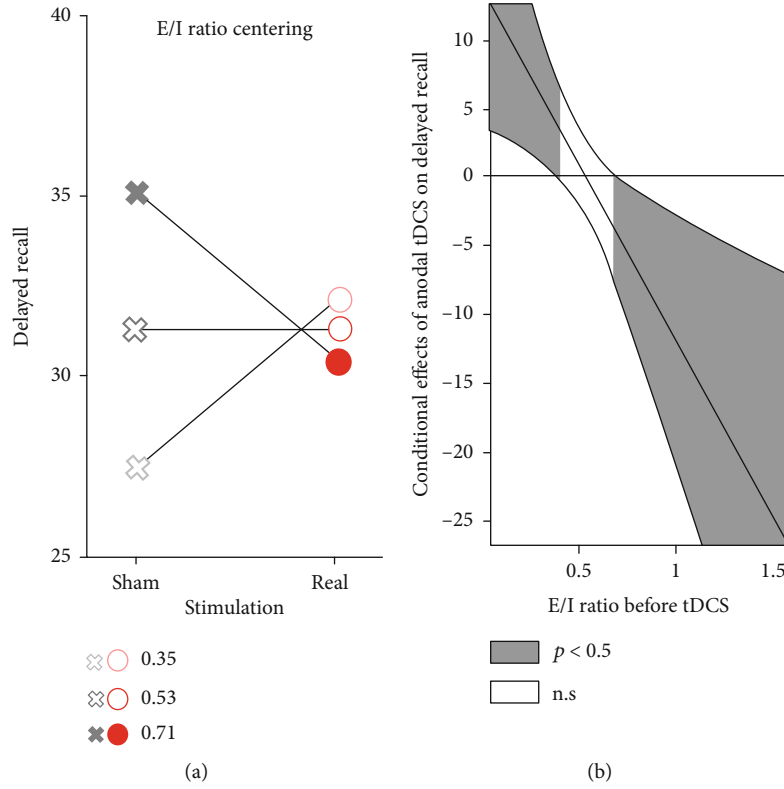 E/I ratio centering
40
35
30
25
Delayed recall
Sham
Real
Stimulation
0.35
0.53
0.71
(a)
10
5
0
−5
−10
−15
−20
−25
Conditional effects of anodal tDCS on delayed recall
0.5
1
1.5
E/I ratio before tDCS
p < 0.5
n.s
(b)